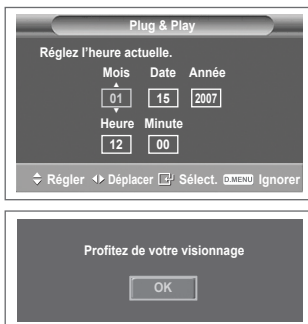 Plug & Play
Réglez l'heure actuelle.
Mois Date Année
01 15 2007
Heure Minute
12 00
Régler Déplacer Sélect. D.MENU Ignorer
Profitez de votre visionnage
OK